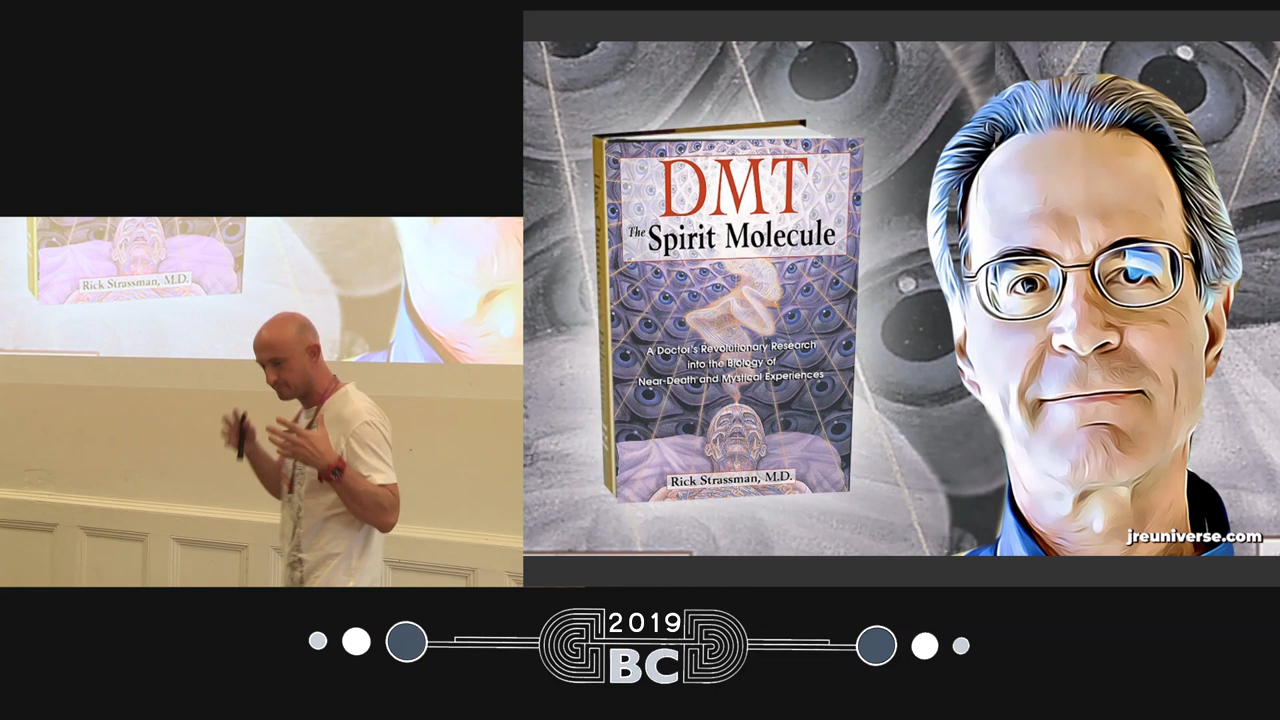 Rick Strassman, M.D.
DMT
The Spirit Molecule
A Doctor's Revolutionary Research
into the Biology of
Near-Death and Mystical Experiences
Rick Strassman, M.D.
jreuniverse.com
2019
BC